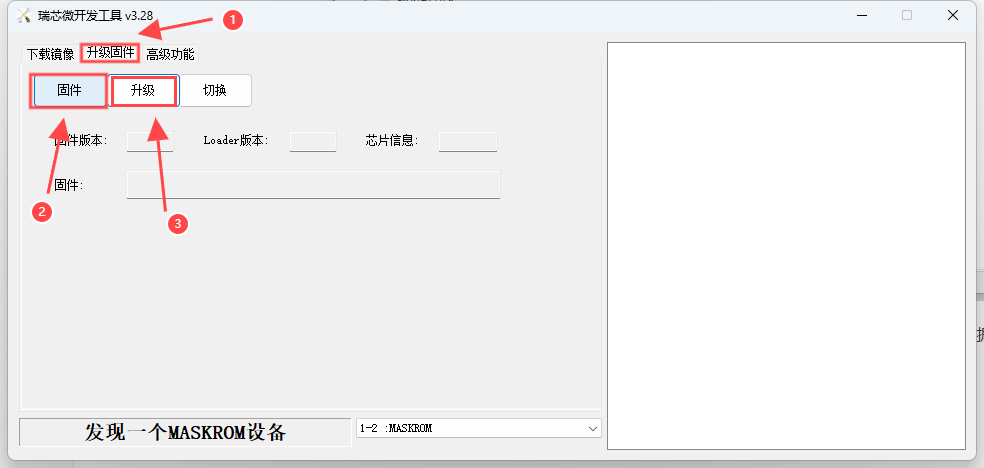 瑞芯微开发工具 v3.28
1
下载镜像 升级固件 高级功能
固件 升级 切换
固件版本: Loader版本: 芯片信息:
固件:
2
3
发现一个MASKROM设备 1-2 :MASKROM